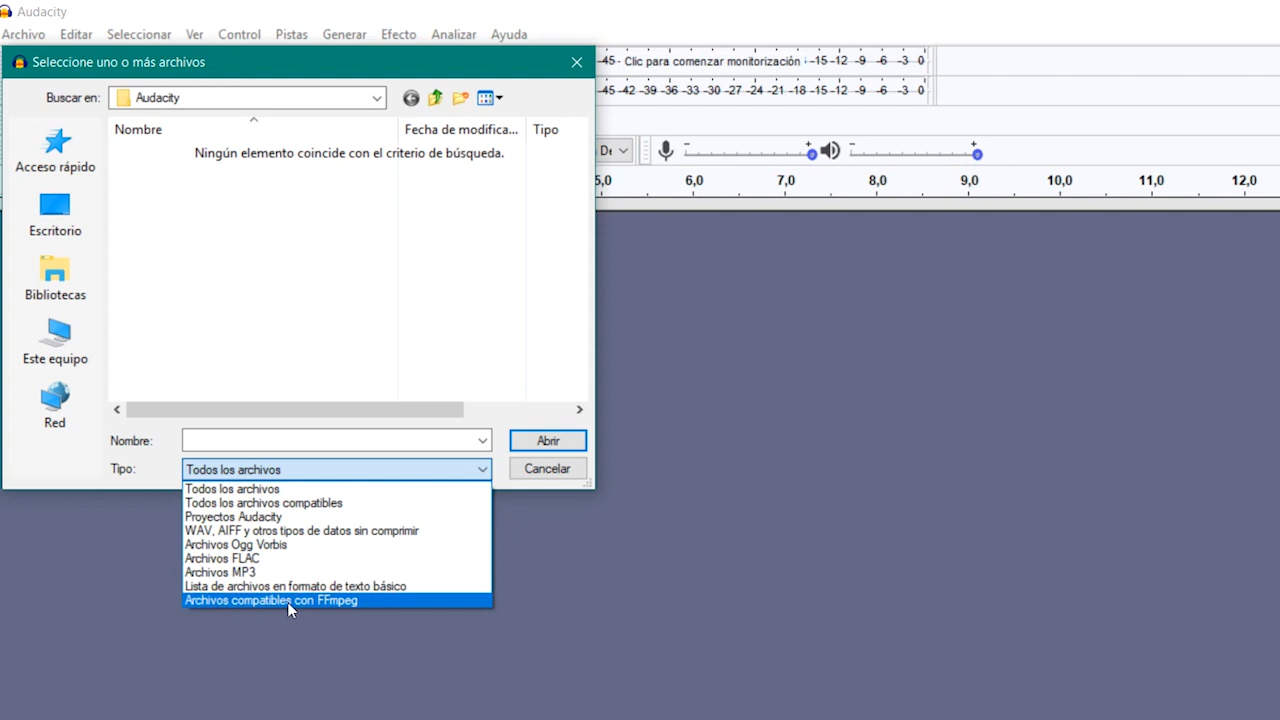 Audacity
Archivo Editar Seleccionar Ver Control Pistas Generar Efecto Analizar Ayuda
Seleccione uno o más archivos
-45 - Clic para comenzar monitorización -15 -12 -9 -6 -3 0
Buscar en: Audacity
-45 -42 -39 -36 -33 -30 -27 -24 -21 -18 -15 -12 -9 -6 -3 0
Nombre Fecha de modifica... Tipo
Ningún elemento coincide con el criterio de búsqueda.
Acceso rápido
5,0 6,0 7,0 8,0 9,0 10,0 11,0 12,0
Escritorio
Bibliotecas
Este equipo
Red
Nombre: Abrir
Tipo: Todos los archivos Cancelar
Todos los archivos
Todos los archivos compatibles
Proyectos Audacity
WAV, AIFF y otros tipos de datos sin comprimir
Archivos Ogg Vorbis
Archivos FLAC
Archivos MP3
Lista de archivos en formato de texto básico
Archivos compatibles con FFmpeg